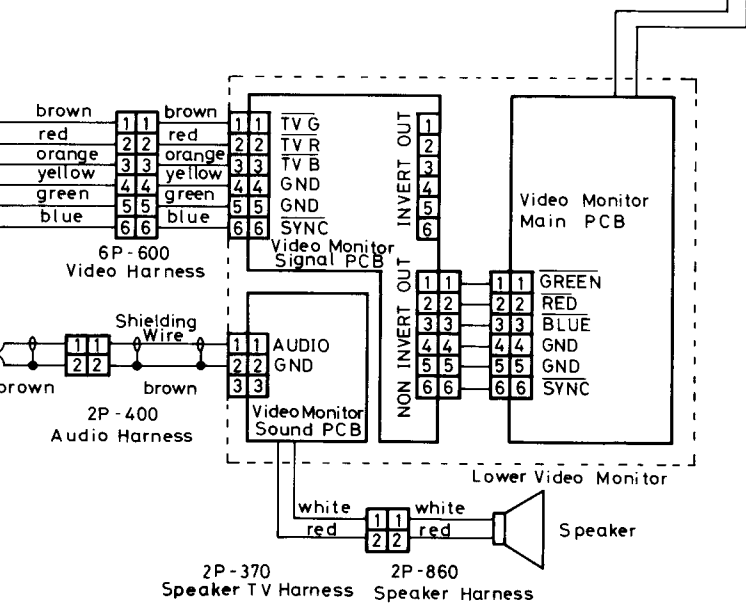 brown
red
orange
yellow
green
blue
1 1
2 2
3 3
4 4
5 5
6 6
brown
red
orange
yellow
green
blue
6P-600
Video Harness
1 1 TV G
2 2 TV R
3 3 TV B
4 4 GND
5 5 GND
6 6 SYNC
Video Monitor
Signal PCB
INVERT OUT
1
2
3
4
5
6
NON INVERT OUT
1 1
2 2
3 3
4 4
5 5
6 6
1 1 GREEN
2 2 RED
3 3 BLUE
4 4 GND
5 5 GND
6 6 SYNC
Video Monitor
Main PCB
Shielding
Wire
1 1
2 2
brown
brown
2P-400
Audio Harness
1 1 AUDIO
2 2 GND
3 3
Video Monitor
Sound PCB
Lower Video Monitor
white
red
1 1
2 2
white
red
Speaker
2P-370
Speaker TV Harness
2P-860
Speaker Harness